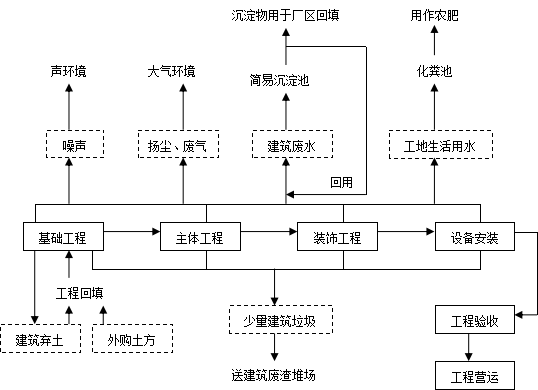 沉淀物用于厂区回填
用作农肥
声环境
大气环境
简易沉淀池
化粪池
噪声
扬尘、废气
建筑废水
工地生活用水
回用
基础工程
主体工程
装饰工程
设备安装
工程回填
建筑弃土
外购土方
少量建筑垃圾
工程验收
送建筑废渣堆场
工程营运